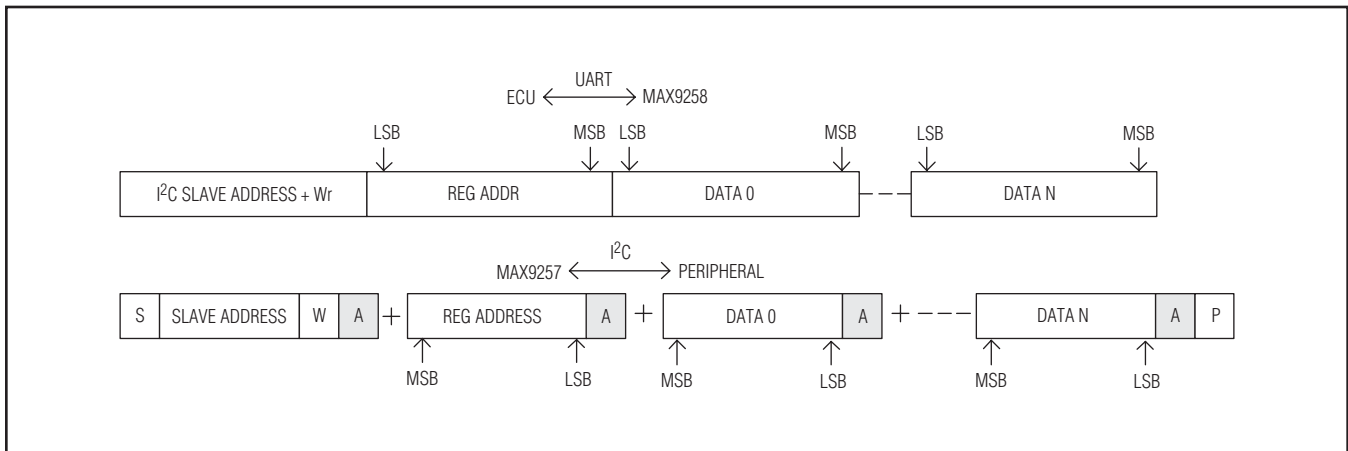 UART
ECU MAX9258
LSB MSB LSB MSB LSB MSB
I²C SLAVE ADDRESS + Wr REG ADDR DATA 0 DATA N
I²C
MAX9257 PERIPHERAL
S SLAVE ADDRESS W A + REG ADDRESS A + DATA 0 A + DATA N A P
MSB LSB MSB LSB MSB LSB